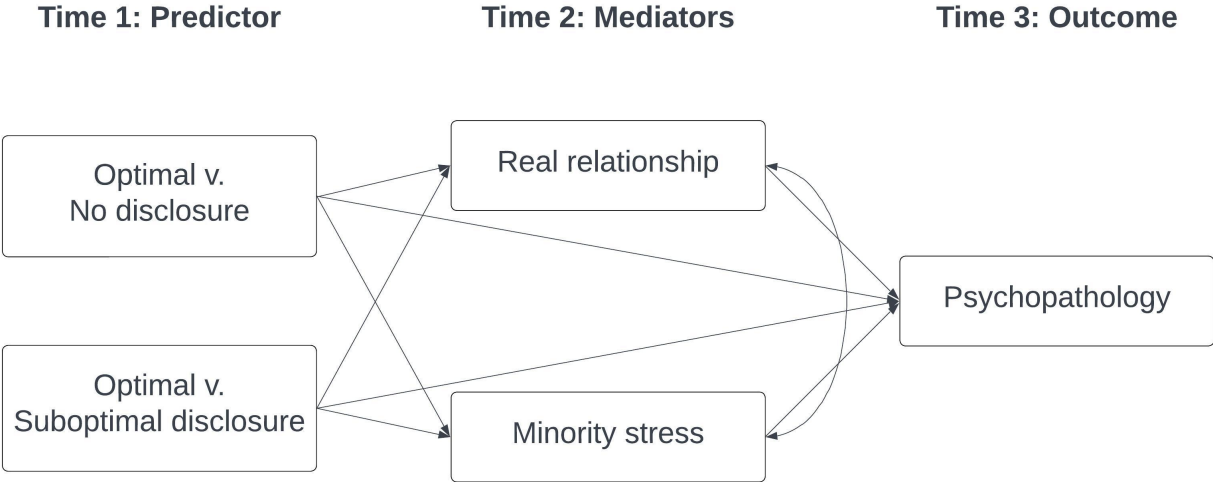 Time 1: Predictor
Time 2: Mediators
Time 3: Outcome
Optimal v.
No disclosure
Real relationship
Psychopathology
Optimal v.
Suboptimal disclosure
Minority stress